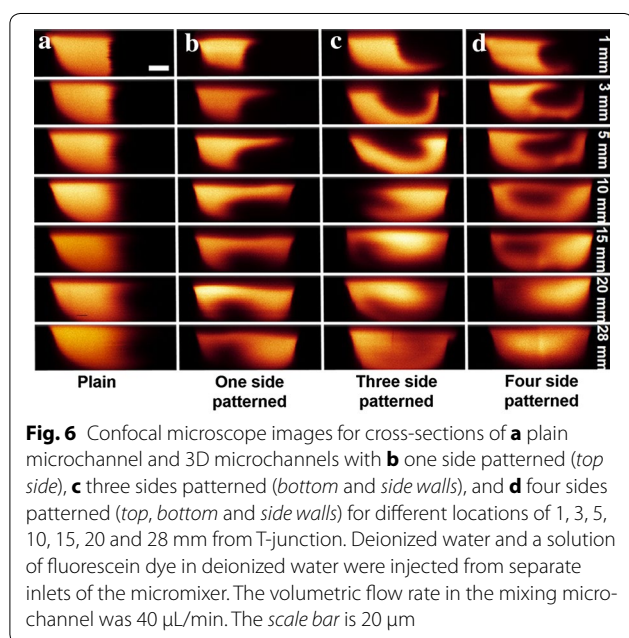 a b c d
1 mm
3 mm
5 mm
10 mm
15 mm
20 mm
28 mm
Plain
One side
patterned
Three side
patterned
Four side
patterned
Fig. 6 Confocal microscope images for cross-sections of a plain
microchannel and 3D microchannels with b one side patterned (top
side), c three sides patterned (bottom and side walls), and d four sides
patterned (top, bottom and side walls) for different locations of 1, 3, 5,
10, 15, 20 and 28 mm from T-junction. Deionized water and a solution
of fluorescein dye in deionized water were injected from separate
inlets of the micromixer. The volumetric flow rate in the mixing micro-
channel was 40 μL/min. The scale bar is 20 μm